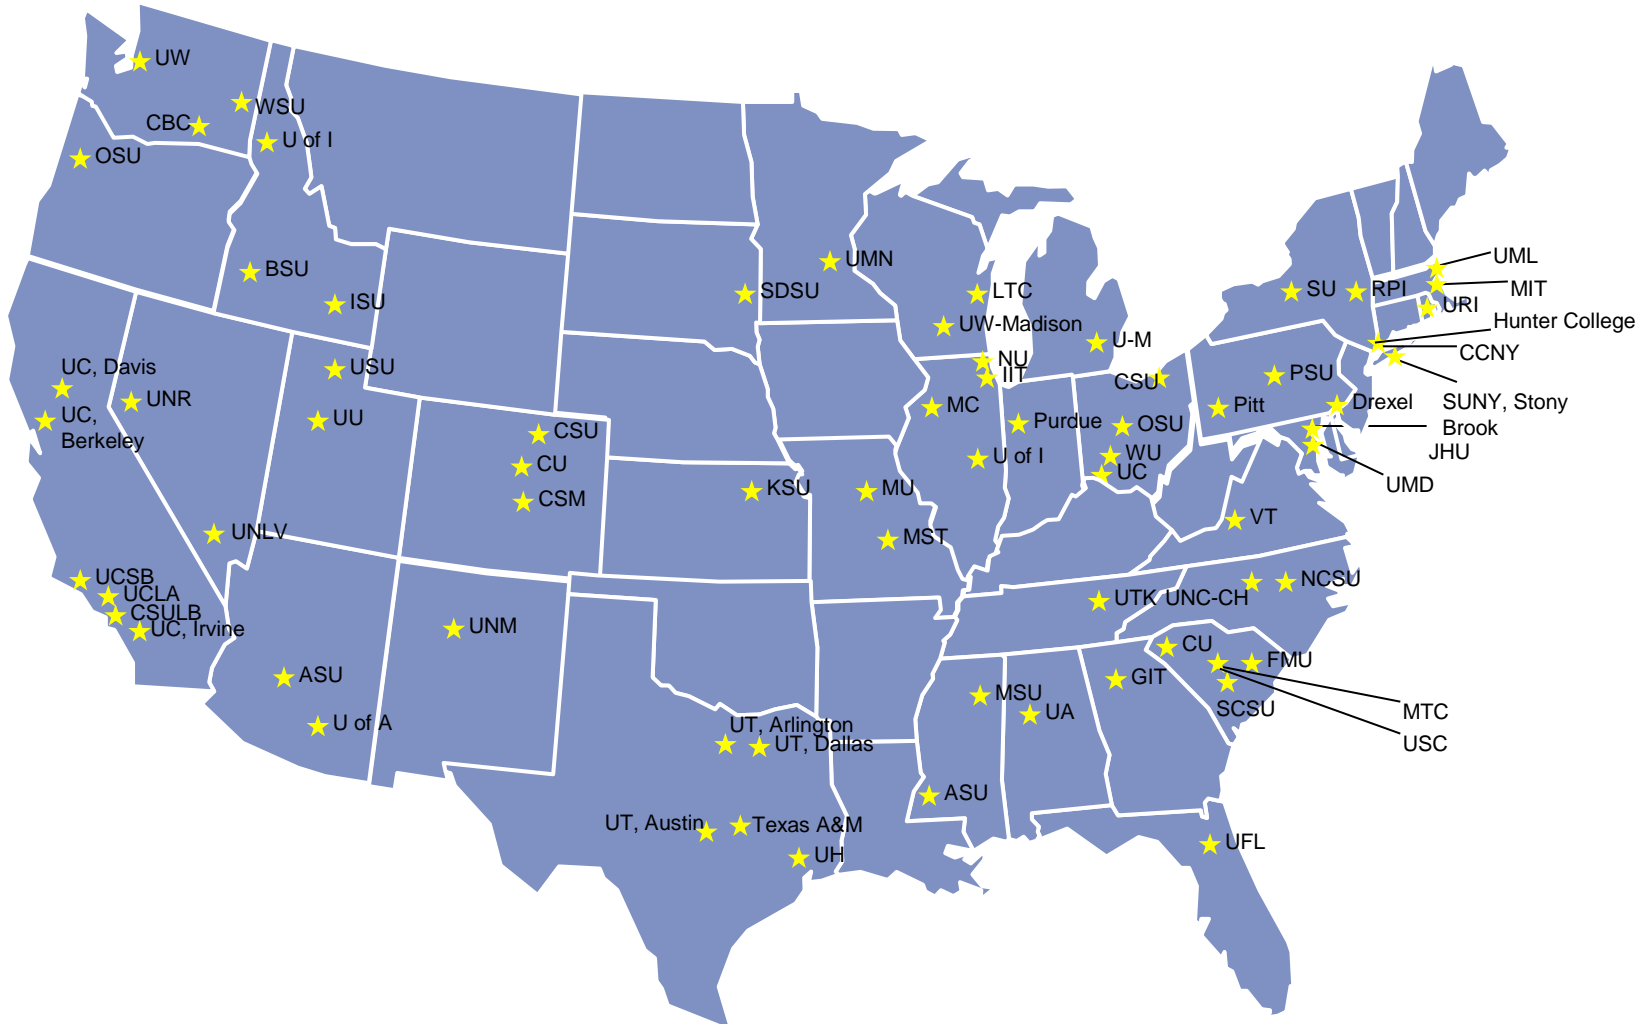 UW
WSU
CBC
U of I
OSU
BSU
ISU
UC, Davis
UNR
UC,
Berkeley
USU
UU
UNLV
UCSB
UCLA
CSULB
UC, Irvine
ASU
U of A
UNM
CSU
CU
CSM
KSU
SDSU
UMN
LTC
UW-Madison
U-M
NU
IIT
MC
Purdue
U of I
CSU
OSU
WU
UC
MU
MST
UT, Arlington
UT, Dallas
UT, Austin
Texas A&M
UH
MSU
UA
ASU
GIT
UFL
UTK
UNC-CH
NCSU
CU
FMU
SCSU
MTC
USC
VT
Pitt
PSU
Drexel
SU
RPI
URI
UML
MIT
Hunter College
CCNY
SUNY, Stony
Brook
JHU
UMD